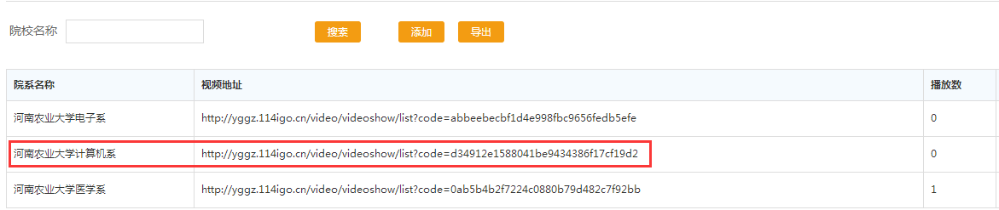 院校名称 搜索 添加 导出
院系名称 视频地址 播放数
河南农业大学电子系 http://yggz.114igo.cn/video/videoshow/list?code=abbeebecbf1d4e998fbc9656fedb5efe 0
河南农业大学计算机系 http://yggz.114igo.cn/video/videoshow/list?code=d34912e1588041be9434386f17cf19d2 0
河南农业大学医学系 http://yggz.114igo.cn/video/videoshow/list?code=0ab5b4b2f7224c0880b79d482c7f92bb 1